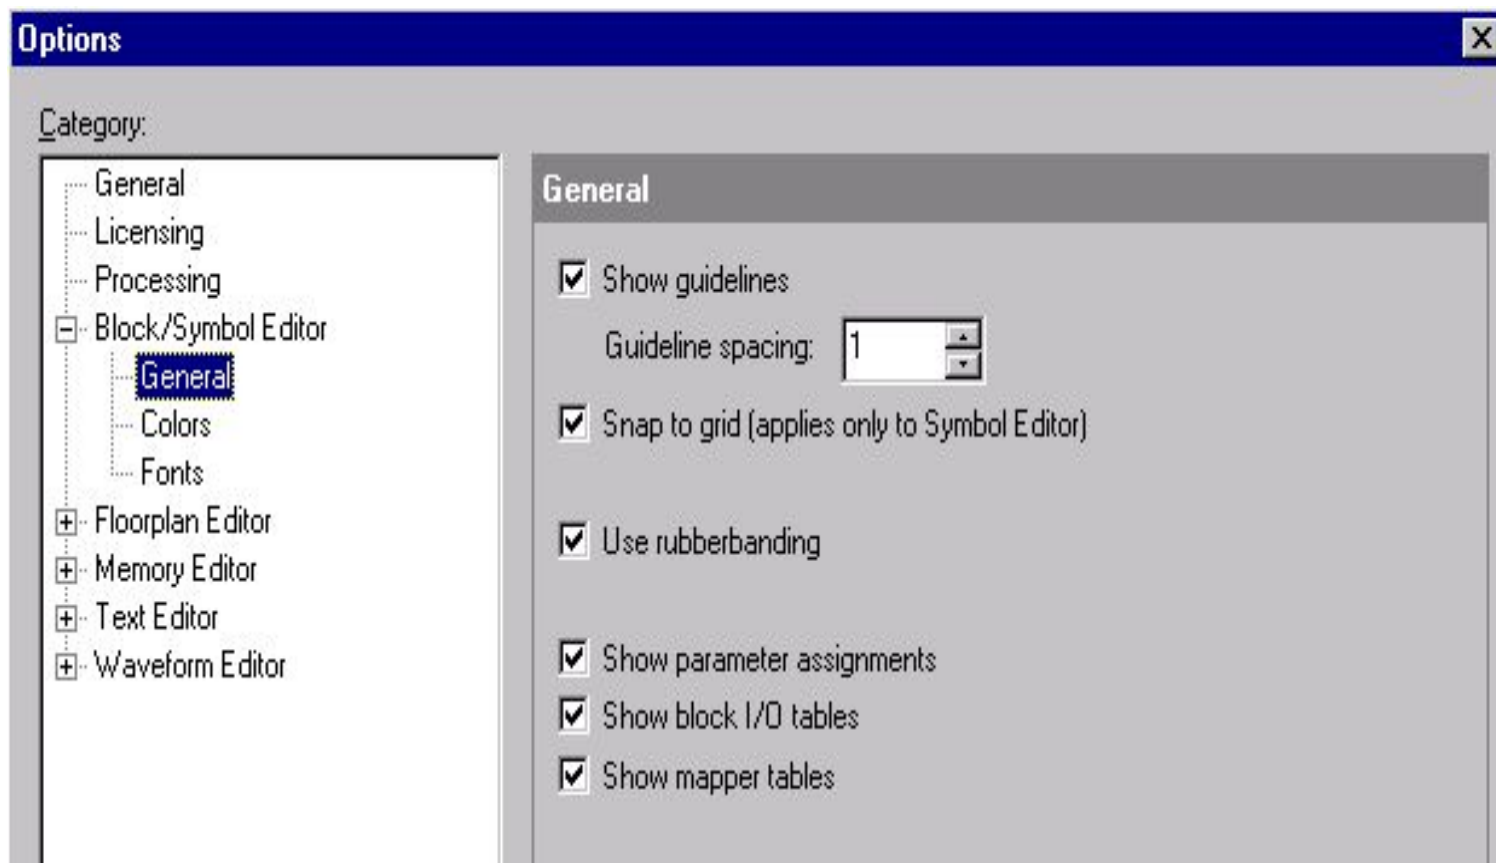 Options
Category:
General
Licensing
Processing
Block/Symbol Editor
General
Colors
Fonts
Floorplan Editor
Memory Editor
Text Editor
Waveform Editor
General
Show guidelines
Guideline spacing: 1
Snap to grid (applies only to Symbol Editor)
Use rubberbanding
Show parameter assignments
Show block I/O tables
Show mapper tables